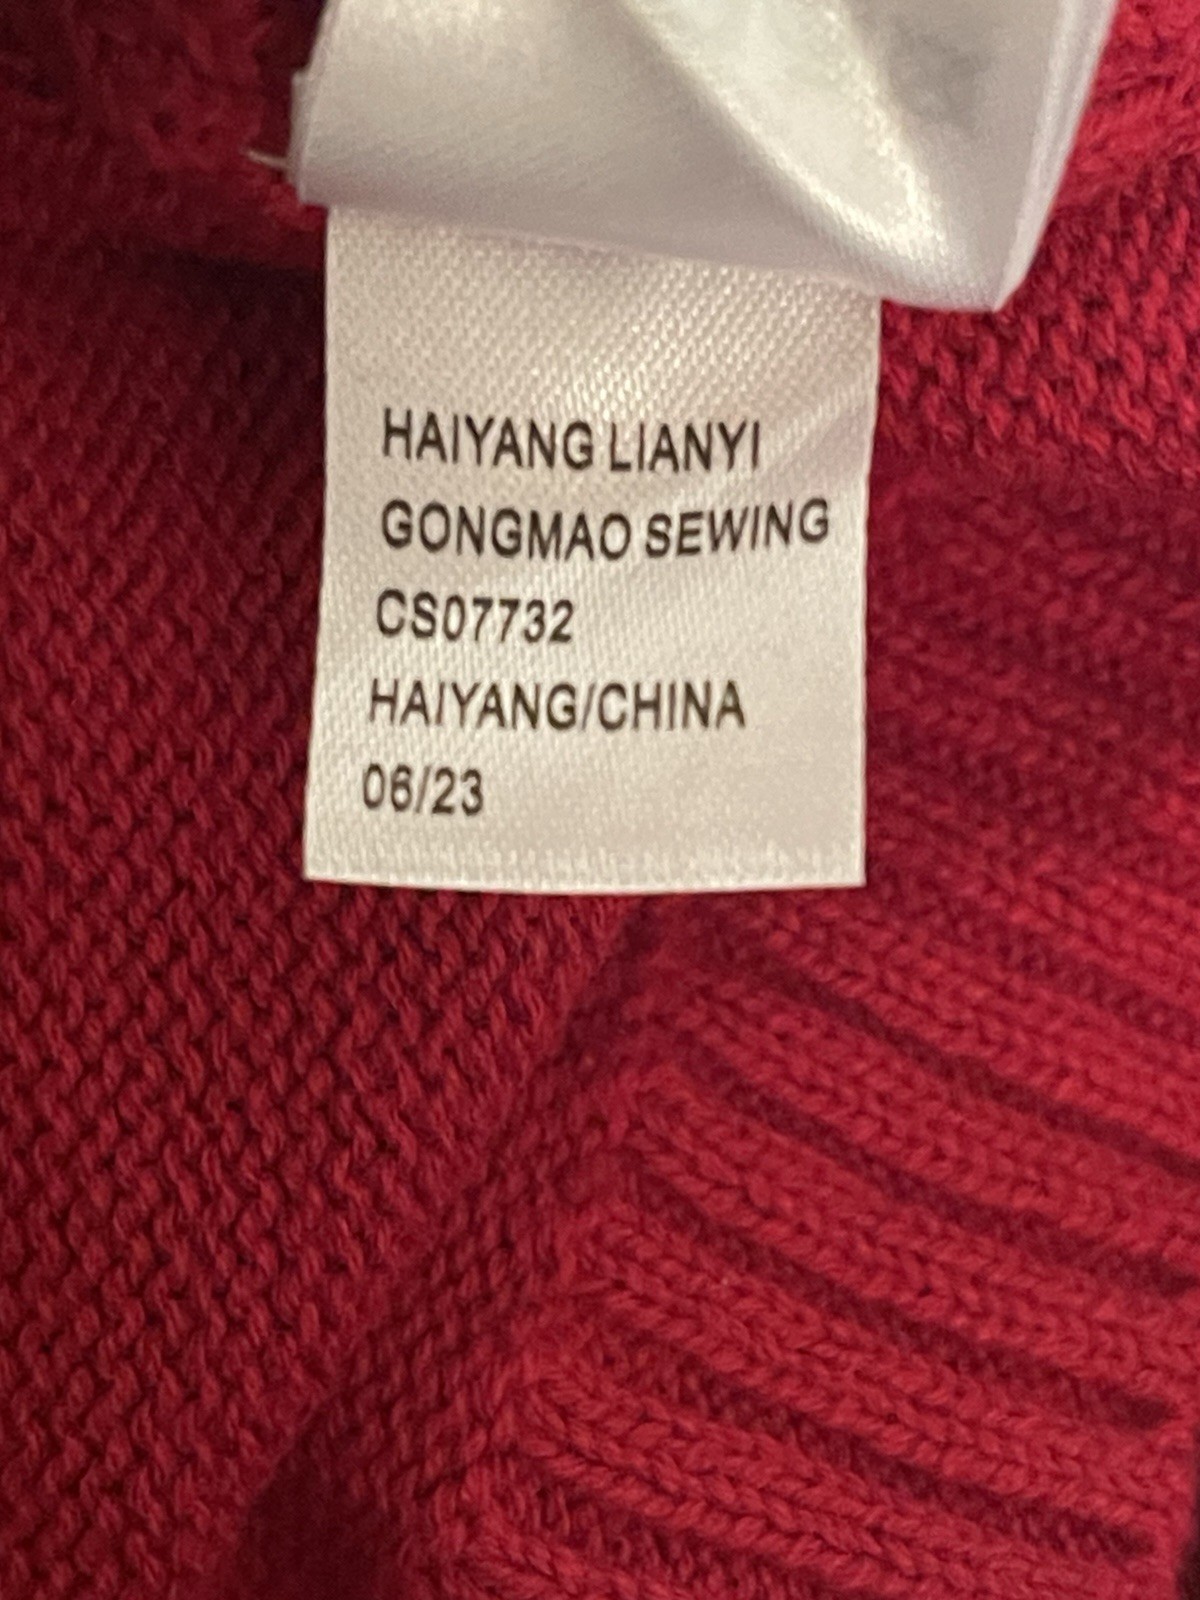 HAIYANG LIANYI
GONGMAO SEWING
CS07732
HAIYANG/CHINA
06/23